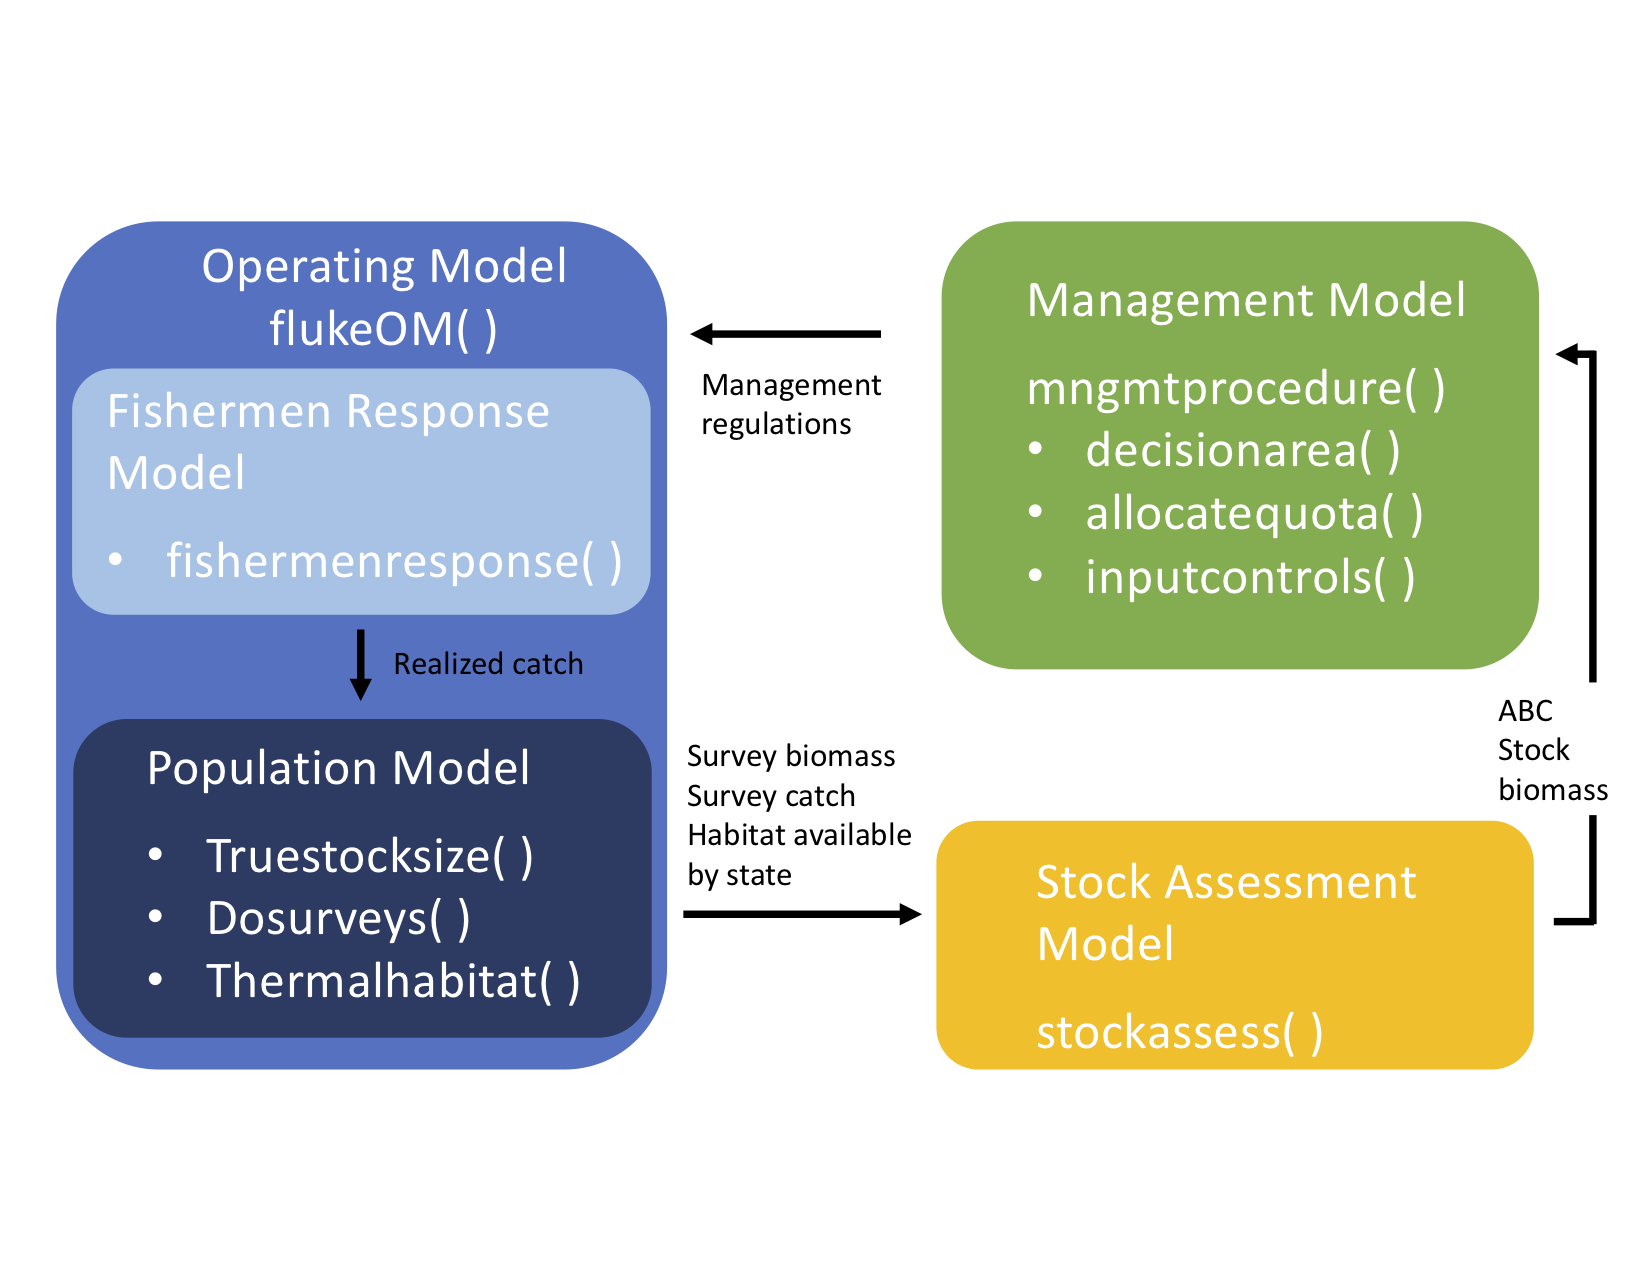 Operating Model
flukeOM( )
Fishermen Response
Model
• fishermenresponse( )
Realized catch
Population Model
• Truestocksize( )
• Dosurveys( )
• Thermalhabitat( )
Management
regulations
Survey biomass
Survey catch
Habitat available
by state
Management Model
mngmtprocedure( )
• decisionarea( )
• allocatequota( )
• inputcontrols( )
ABC
Stock
biomass
Stock Assessment
Model
stockassess( )